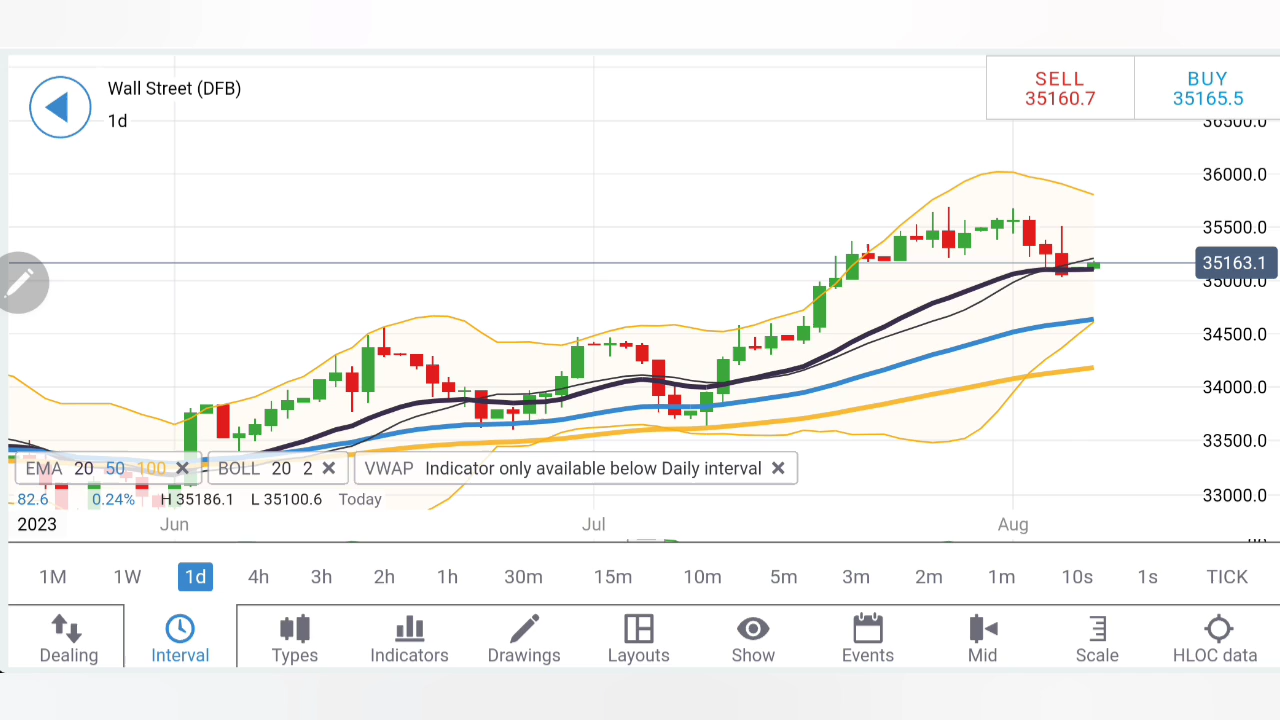 Wall Street (DFB)
1d
SELL
35160.7
BUY
35165.5
36500.0
36000.0
35500.0
35163.1
35000.0
34500.0
34000.0
33500.0
33000.0
EMA 20 50 100
BOLL 20 2
VWAP Indicator only available below Daily interval
82.6 0.24% H 35186.1 L 35100.6 Today
2023 Jun Jul Aug
1M 1W 1d 4h 3h 2h 1h 30m 15m 10m 5m 3m 2m 1m 10s 1s TICK
Dealing Interval Types Indicators Drawings Layouts Show Events Mid Scale HLOC data